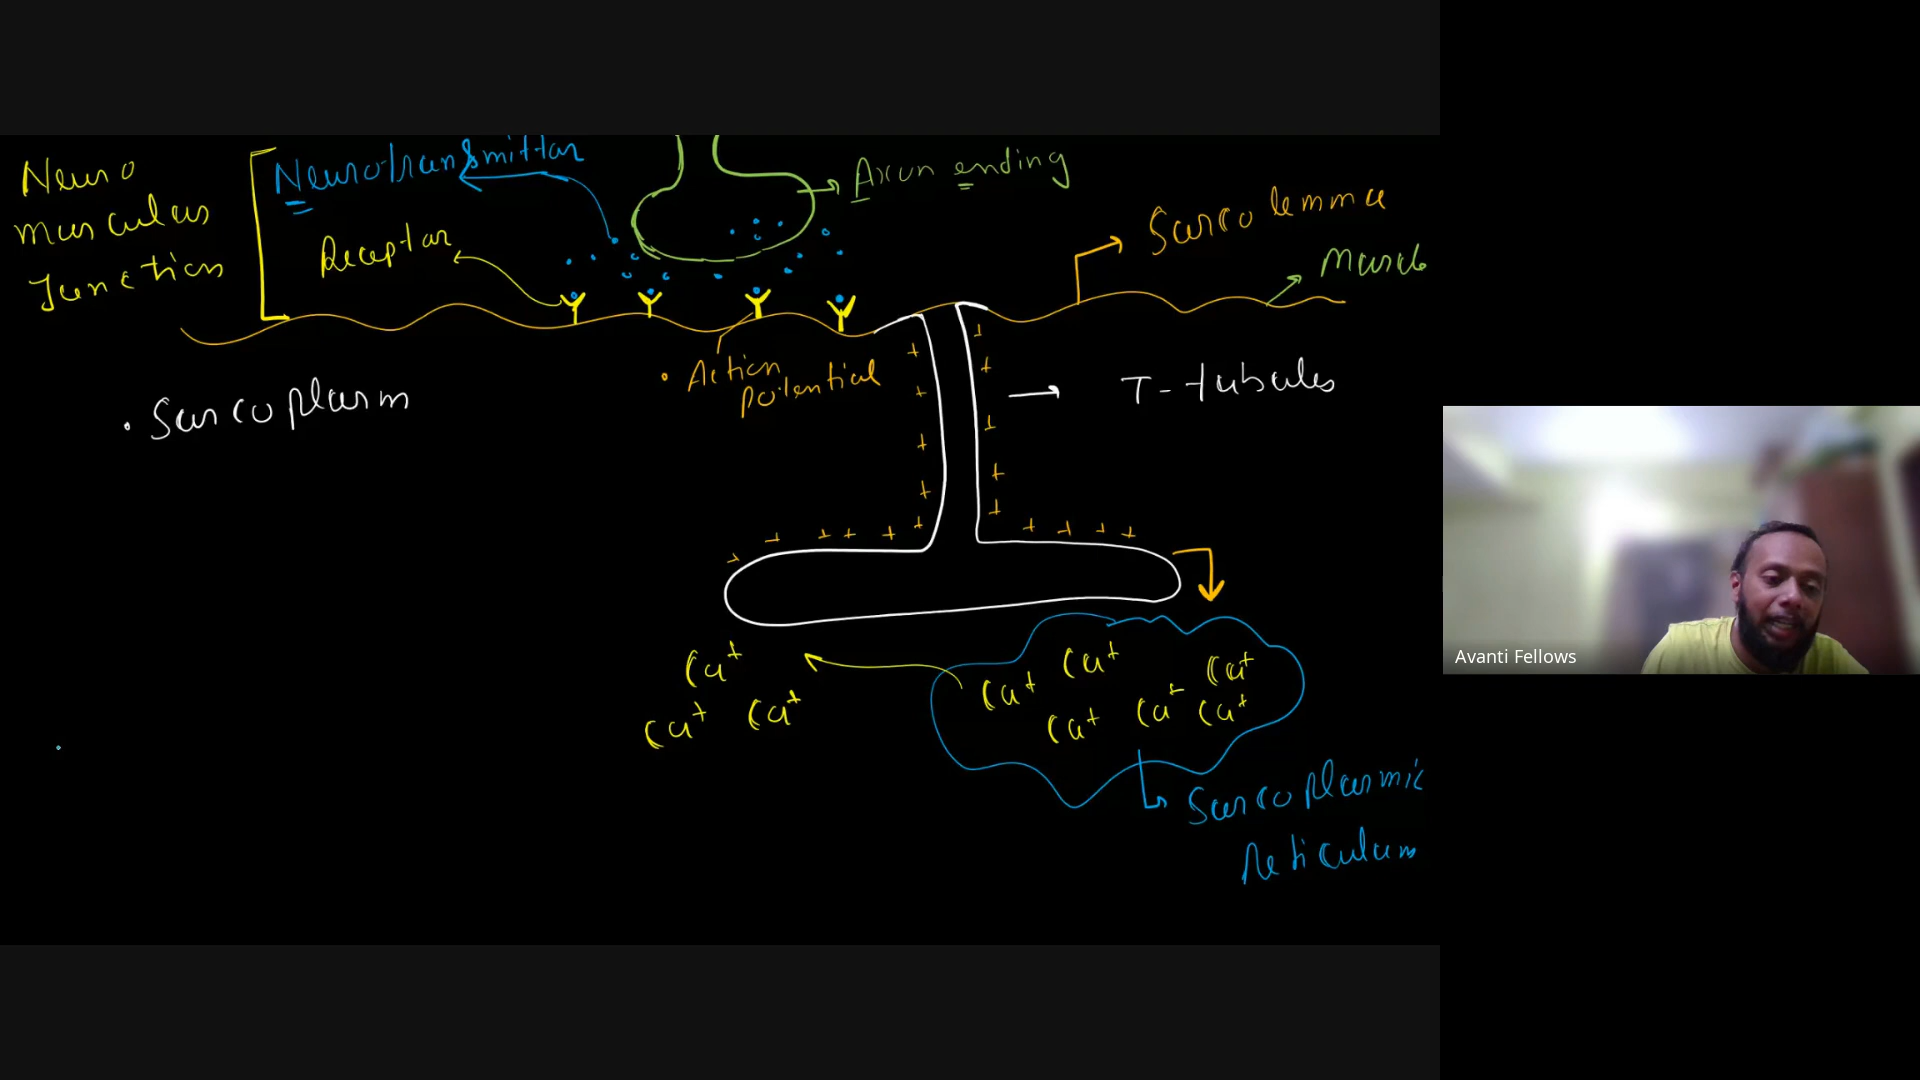 Neuro
muscular
Junction
Neurotransmittor
Receptor
Axon ending
Sarcolemma
Muscle
• Action
potential
• Sarcoplasm
T-tubules
+ + + + + + + + + + + + + + + + + + + + +
Ca+
Ca+ Ca+
Ca+ Ca+ Ca+
Ca+ Ca+ Ca+
Sarcoplasmic
reticulum
Avanti Fellows